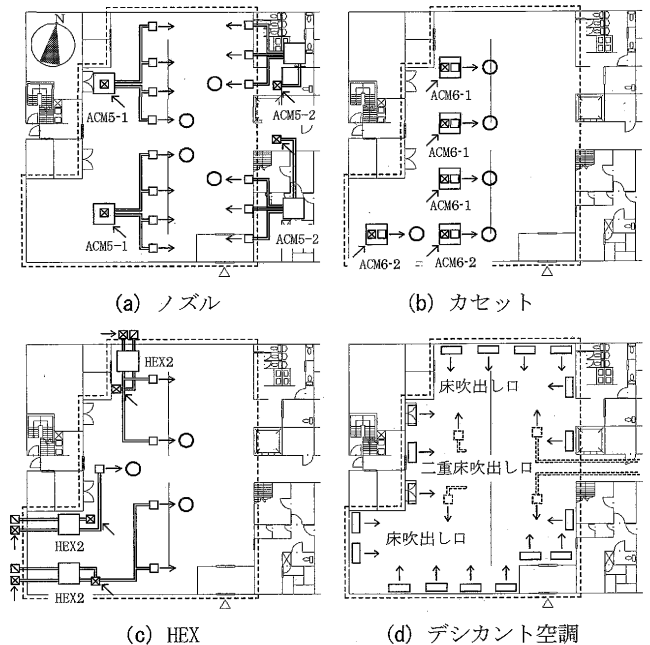 N
ACM5-1
ACM5-2
ACM5-1
ACM5-2
(a) ノズル
ACM6-1
ACM6-1
ACM6-1
ACM6-2
ACM6-2
(b) カセット
HEX2
HEX2
HEX2
(c) HEX
床吹出し口
二重床吹出し口
床吹出し口
(d) デシカント空調